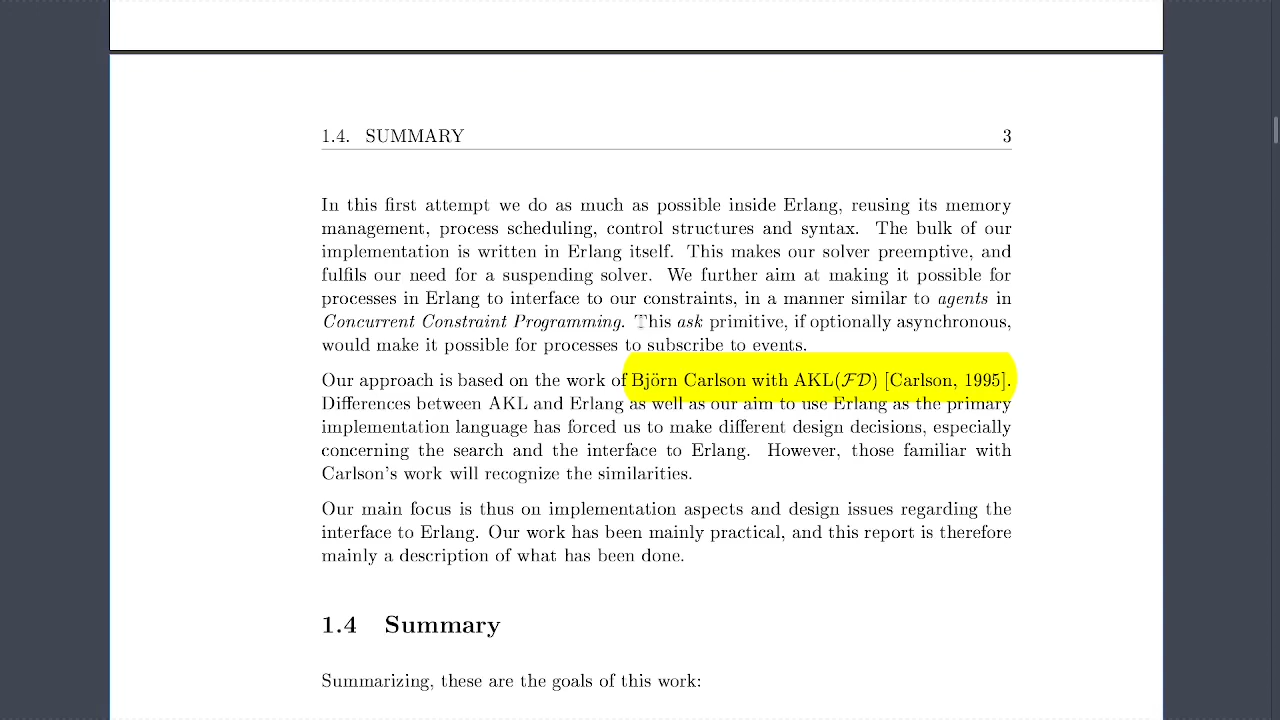 1.4. SUMMARY 3
In this first attempt we do as much as possible inside Erlang, reusing its memory
management, process scheduling, control structures and syntax. The bulk of our
implementation is written in Erlang itself. This makes our solver preemptive, and
fulfils our need for a suspending solver. We further aim at making it possible for
processes in Erlang to interface to our constraints, in a manner similar to agents in
Concurrent Constraint Programming. This ask primitive, if optionally asynchronous,
would make it possible for processes to subscribe to events.
Our approach is based on the work of Björn Carlson with AKL(ℱ𝒟) [Carlson, 1995].
Differences between AKL and Erlang as well as our aim to use Erlang as the primary
implementation language has forced us to make different design decisions, especially
concerning the search and the interface to Erlang. However, those familiar with
Carlson's work will recognize the similarities.
Our main focus is thus on implementation aspects and design issues regarding the
interface to Erlang. Our work has been mainly practical, and this report is therefore
mainly a description of what has been done.
1.4 Summary
Summarizing, these are the goals of this work: